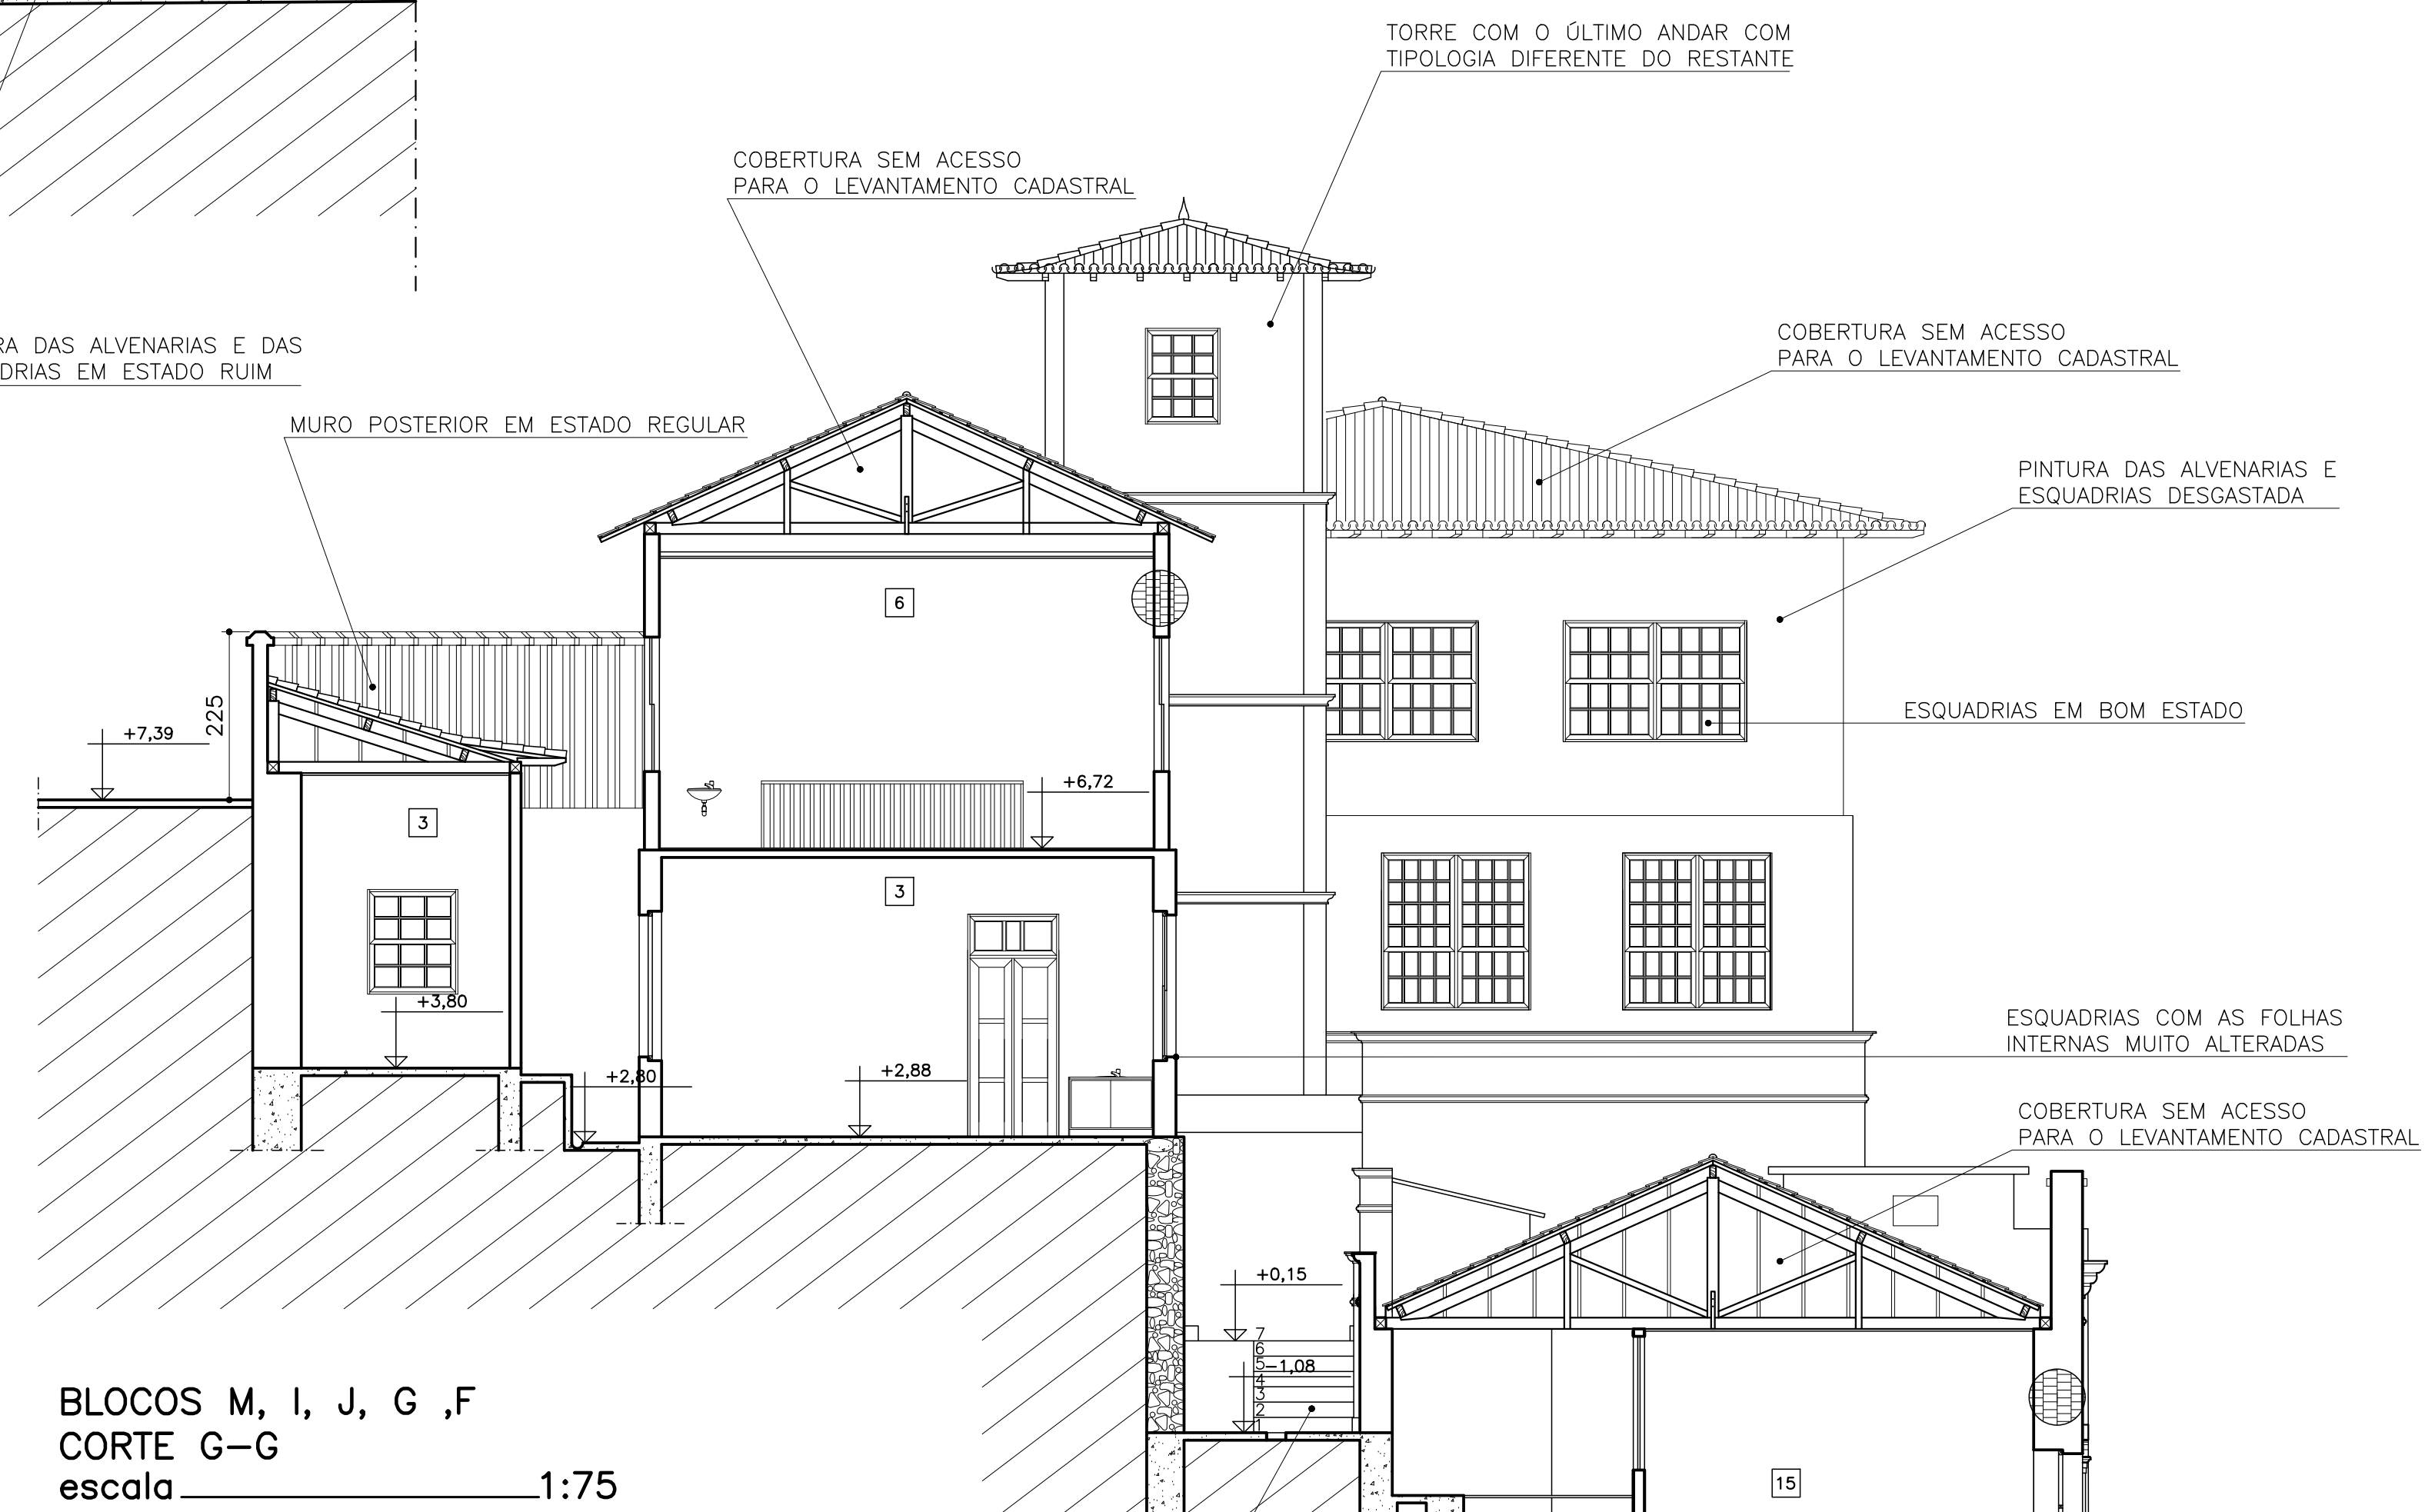 TORRE COM O ÚLTIMO ANDAR COM
TIPOLOGIA DIFERENTE DO RESTANTE
COBERTURA SEM ACESSO
PARA O LEVANTAMENTO CADASTRAL
COBERTURA SEM ACESSO
PARA O LEVANTAMENTO CADASTRAL
RA DAS ALVENARIAS E DAS
DRIAS EM ESTADO RUIM
MURO POSTERIOR EM ESTADO REGULAR
PINTURA DAS ALVENARIAS E
ESQUADRIAS DESGASTADA
6
225
+7,39
ESQUADRIAS EM BOM ESTADO
+6,72
3
3
+3,80
ESQUADRIAS COM AS FOLHAS
INTERNAS MUITO ALTERADAS
+2,80
+2,88
COBERTURA SEM ACESSO
PARA O LEVANTAMENTO CADASTRAL
+0,15
7
6
5
-1,08
4
3
2
1
BLOCOS M, I, J, G ,F
CORTE G-G
escala 1:75
15